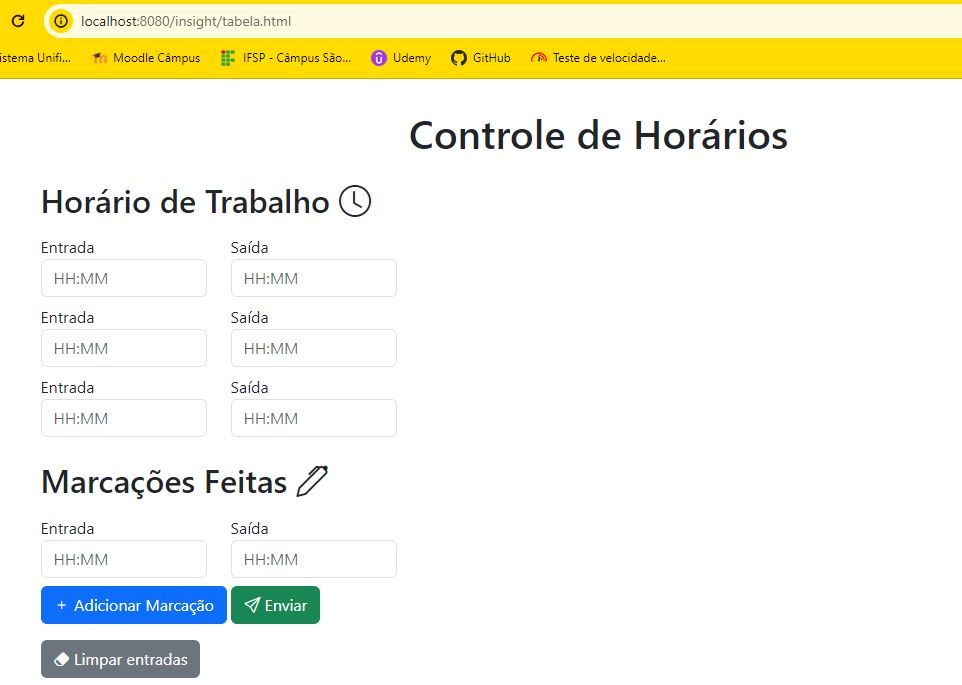 localhost:8080/insight/tabela.html
istema Unifi... Moodle Câmpus IFSP - Câmpus São... Udemy GitHub Teste de velocidade...
Controle de Horários
Horário de Trabalho
Entrada Saída
HH:MM HH:MM
Entrada Saída
HH:MM HH:MM
Entrada Saída
HH:MM HH:MM
Marcações Feitas
Entrada Saída
HH:MM HH:MM
+ Adicionar Marcação Enviar
Limpar entradas